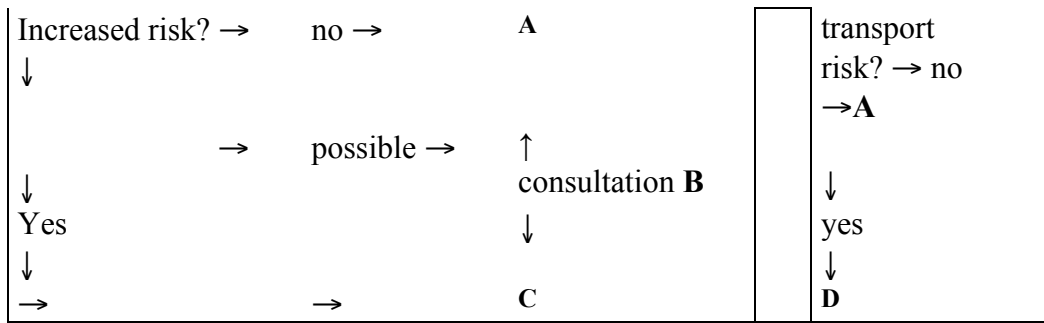 Increased risk? → no → A
↓
→ possible → ↑
consultation B
↓
Yes ↓
↓
→ → C
transport
risk? → no
→A
↓
yes
↓
D